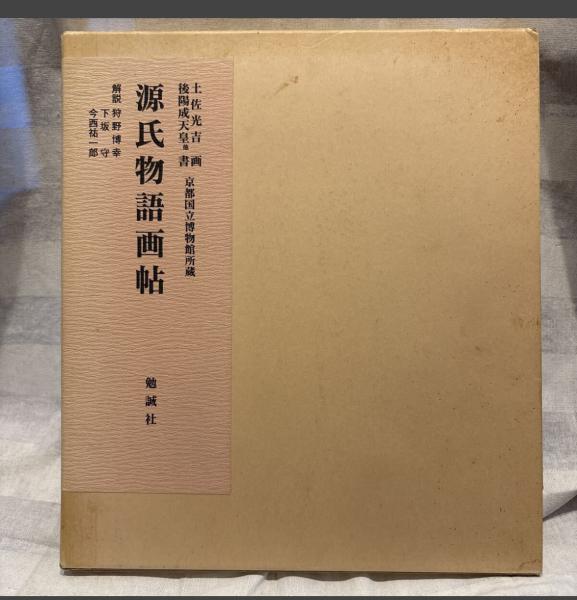 土佐光吉 画
後陽成天皇他 書
京都国立博物館所蔵
源氏物語画帖
解説 狩野博幸
下坂 守
今西祐一郎
勉誠社